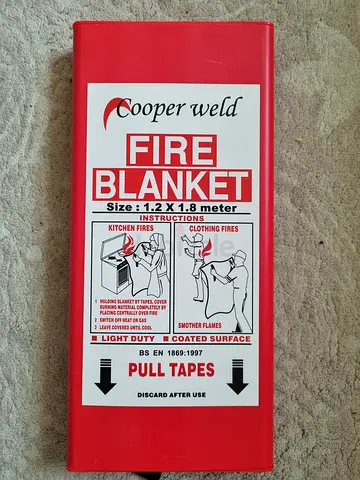 Cooper weld
FIRE
BLANKET
Size : 1.2 X 1.8 meter
INSTRUCTIONS
KITCHEN FIRES
1 HOLDING BLANKET BY TAPES, COVER
BURNING MATERIAL COMPLETELY BY
PLACING CENTRALLY OVER FIRE
2 SWITCH OFF HEAT OR GAS
3 LEAVE COVERED UNTIL COOL
CLOTHING FIRES
SMOTHER FLAMES
LIGHT DUTY COATED SURFACE
BS EN 1869:1997
PULL TAPES
DISCARD AFTER USE